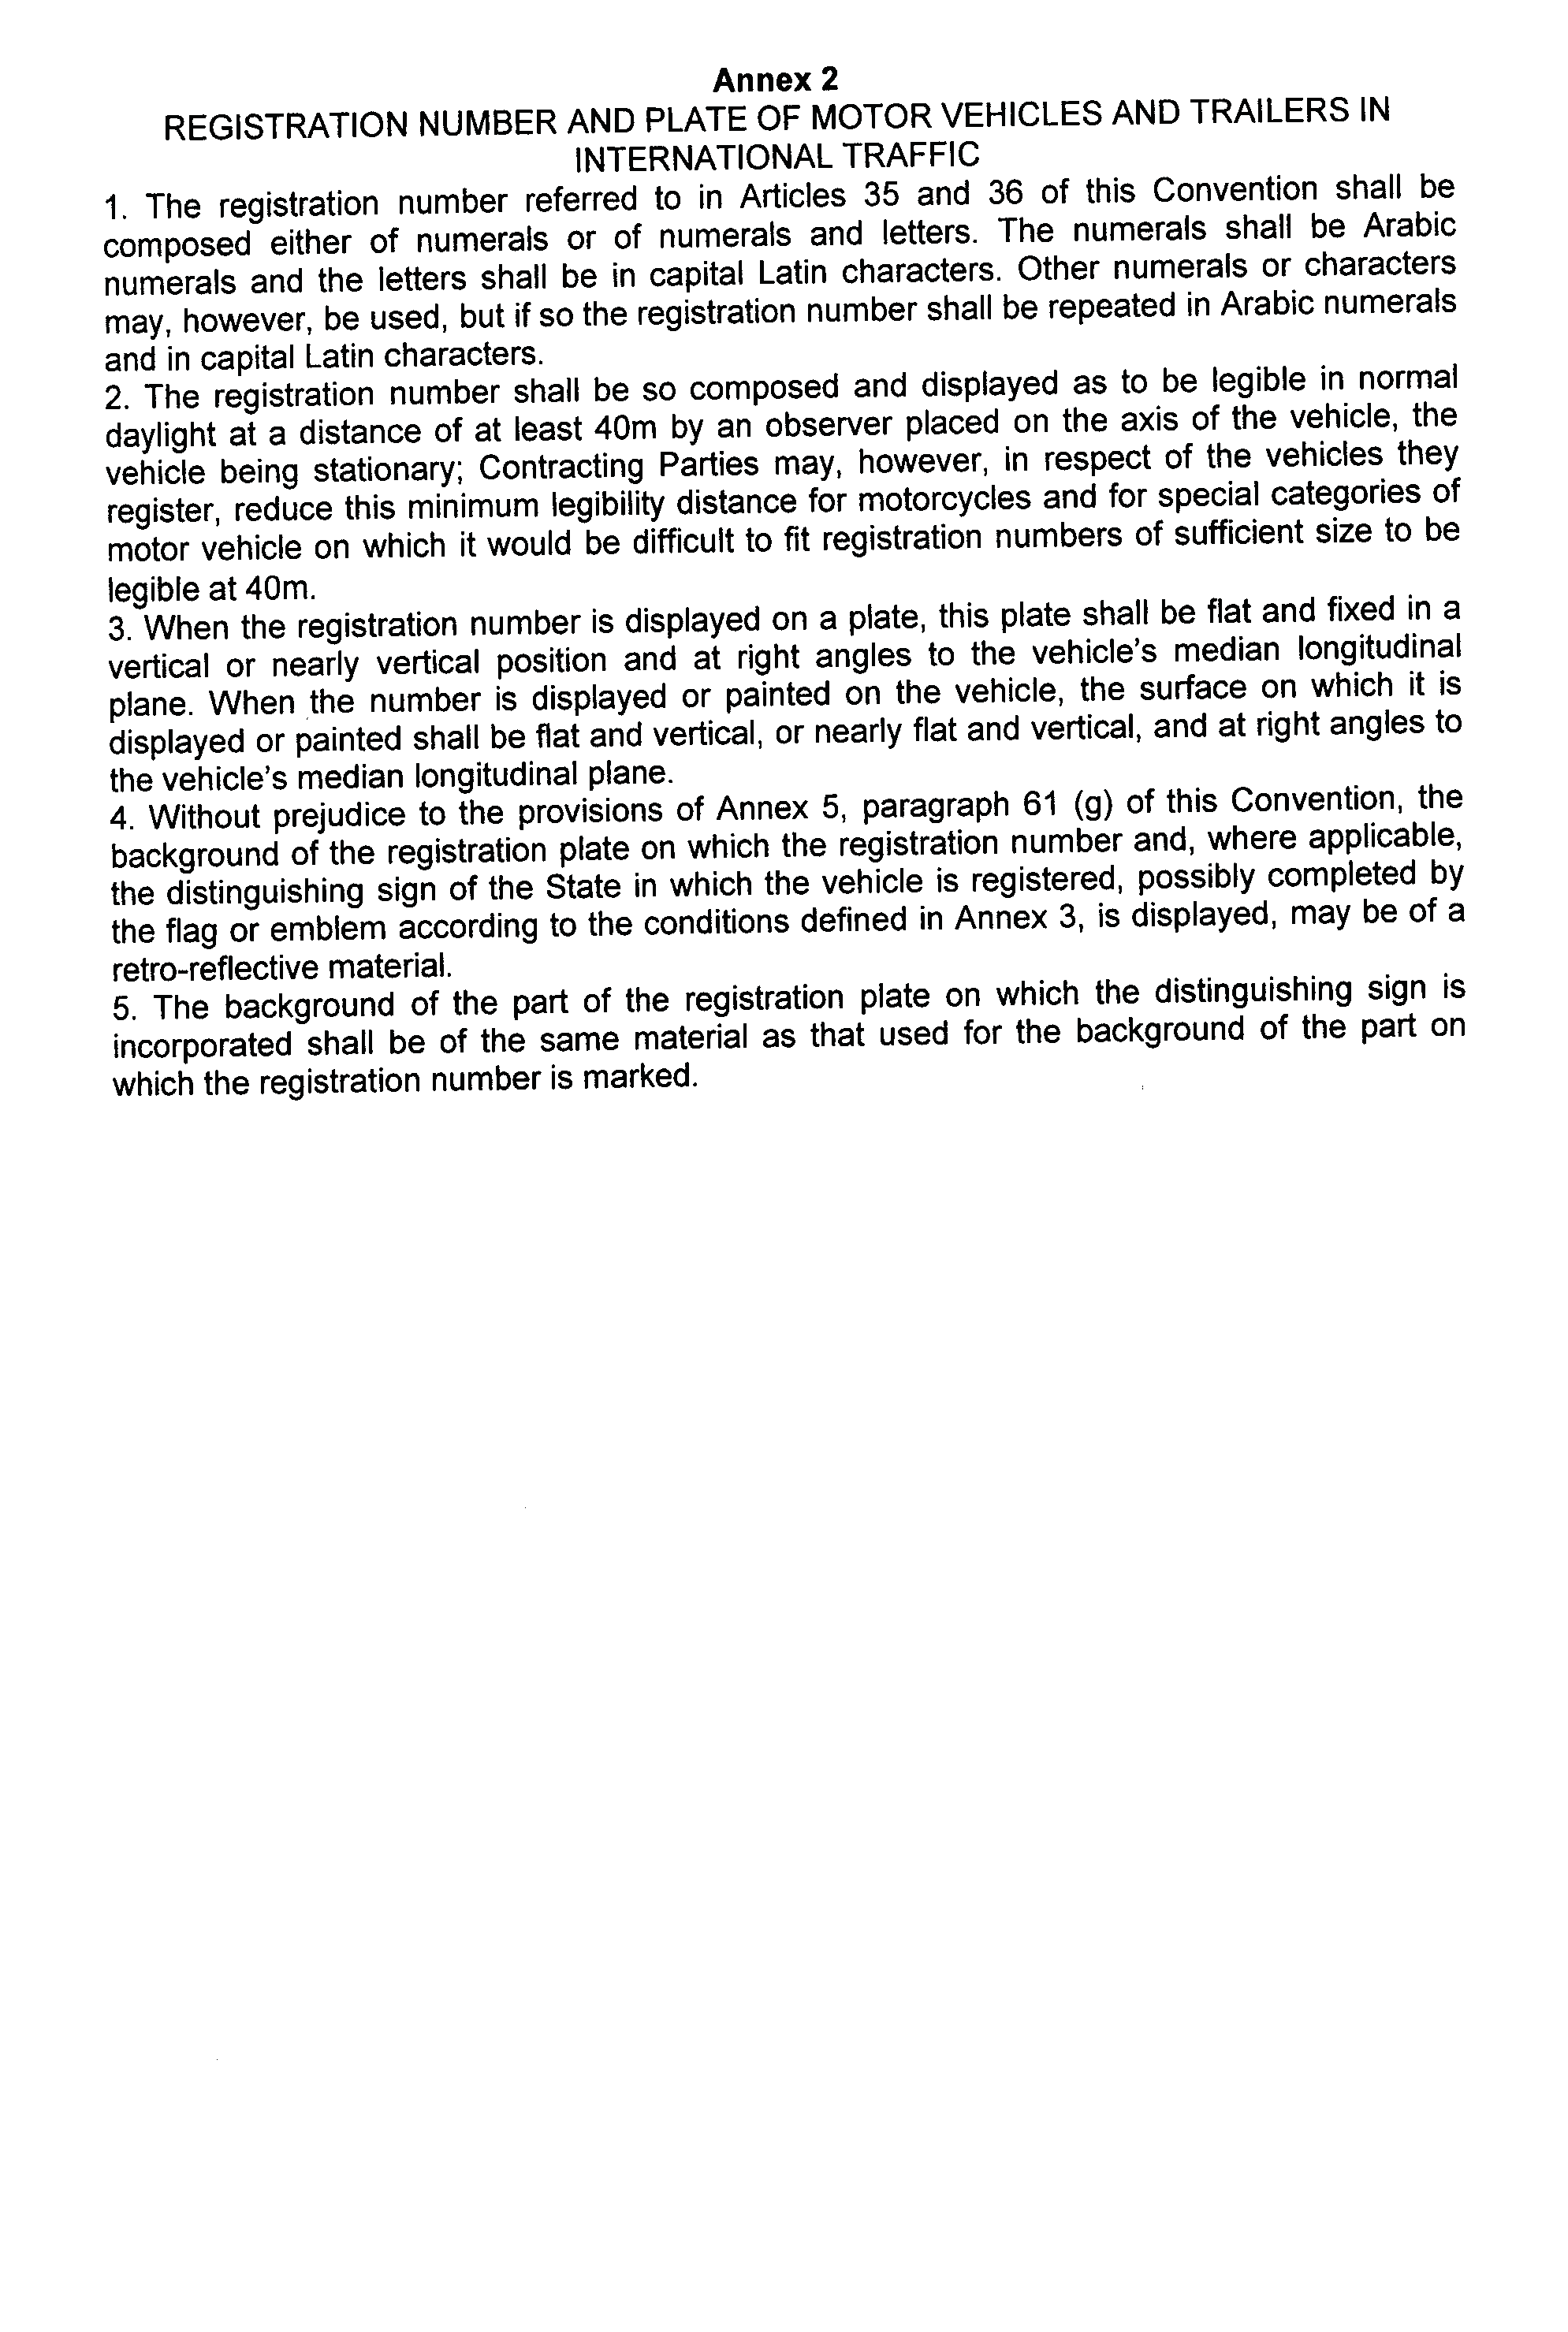 Annex 2
REGISTRATION NUMBER AND PLATE OF MOTOR VEHICLES AND TRAILERS IN
INTERNATIONAL TRAFFIC
1. The registration number referred to in Articles 35 and 36 of this Convention shall be
composed either of numerals or of numerals and letters. The numerals shall be Arabic
numerals and the letters shall be in capital Latin characters. Other numerals or characters
may, however, be used, but if so the registration number shall be repeated in Arabic numerals
and in capital Latin characters.
2. The registration number shall be so composed and displayed as to be legible in normal
daylight at a distance of at least 40m by an observer placed on the axis of the vehicle, the
vehicle being stationary; Contracting Parties may, however, in respect of the vehicles they
register, reduce this minimum legibility distance for motorcycles and for special categories of
motor vehicle on which it would be difficult to fit registration numbers of sufficient size to be
legible at 40m.
3. When the registration number is displayed on a plate, this plate shall be flat and fixed in a
vertical or nearly vertical position and at right angles to the vehicle's median longitudinal
plane. When the number is displayed or painted on the vehicle, the surface on which it is
displayed or painted shall be flat and vertical, or nearly flat and vertical, and at right angles to
the vehicle's median longitudinal plane.
4. Without prejudice to the provisions of Annex 5, paragraph 61 (g) of this Convention, the
background of the registration plate on which the registration number and, where applicable,
the distinguishing sign of the State in which the vehicle is registered, possibly completed by
the flag or emblem according to the conditions defined in Annex 3, is displayed, may be of a
retro-reflective material.
5. The background of the part of the registration plate on which the distinguishing sign is
incorporated shall be of the same material as that used for the background of the part on
which the registration number is marked.